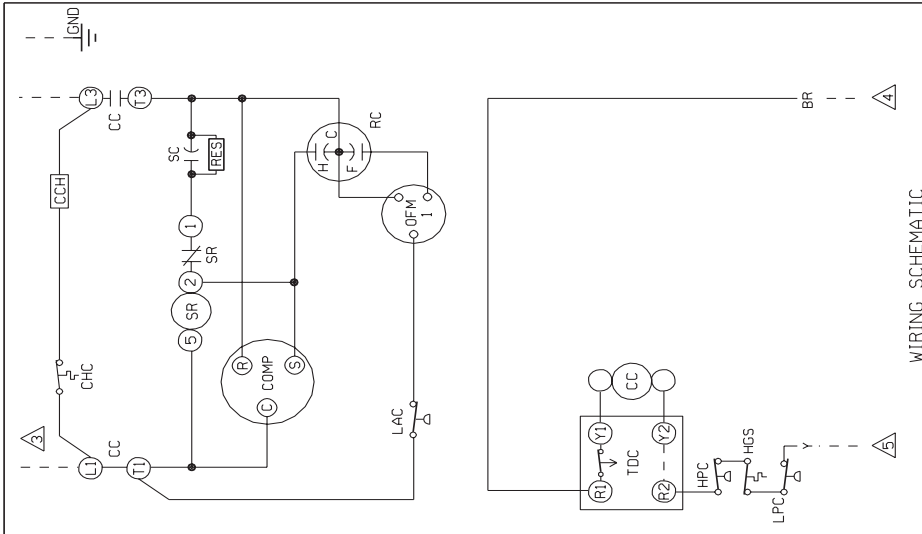 GND
L3
CC
T3
CCH
SC
RES
1
SR
2
SR
5
CHC
3
L1
CC
T1
R
COMP
S
C
H
C
F
RC
OFM
1
LAC
BR
4
CC
Y1
Y2
TDC
R1
R2
HPC
HGS
LPC
Y
5
WIRING SCHEMATIC